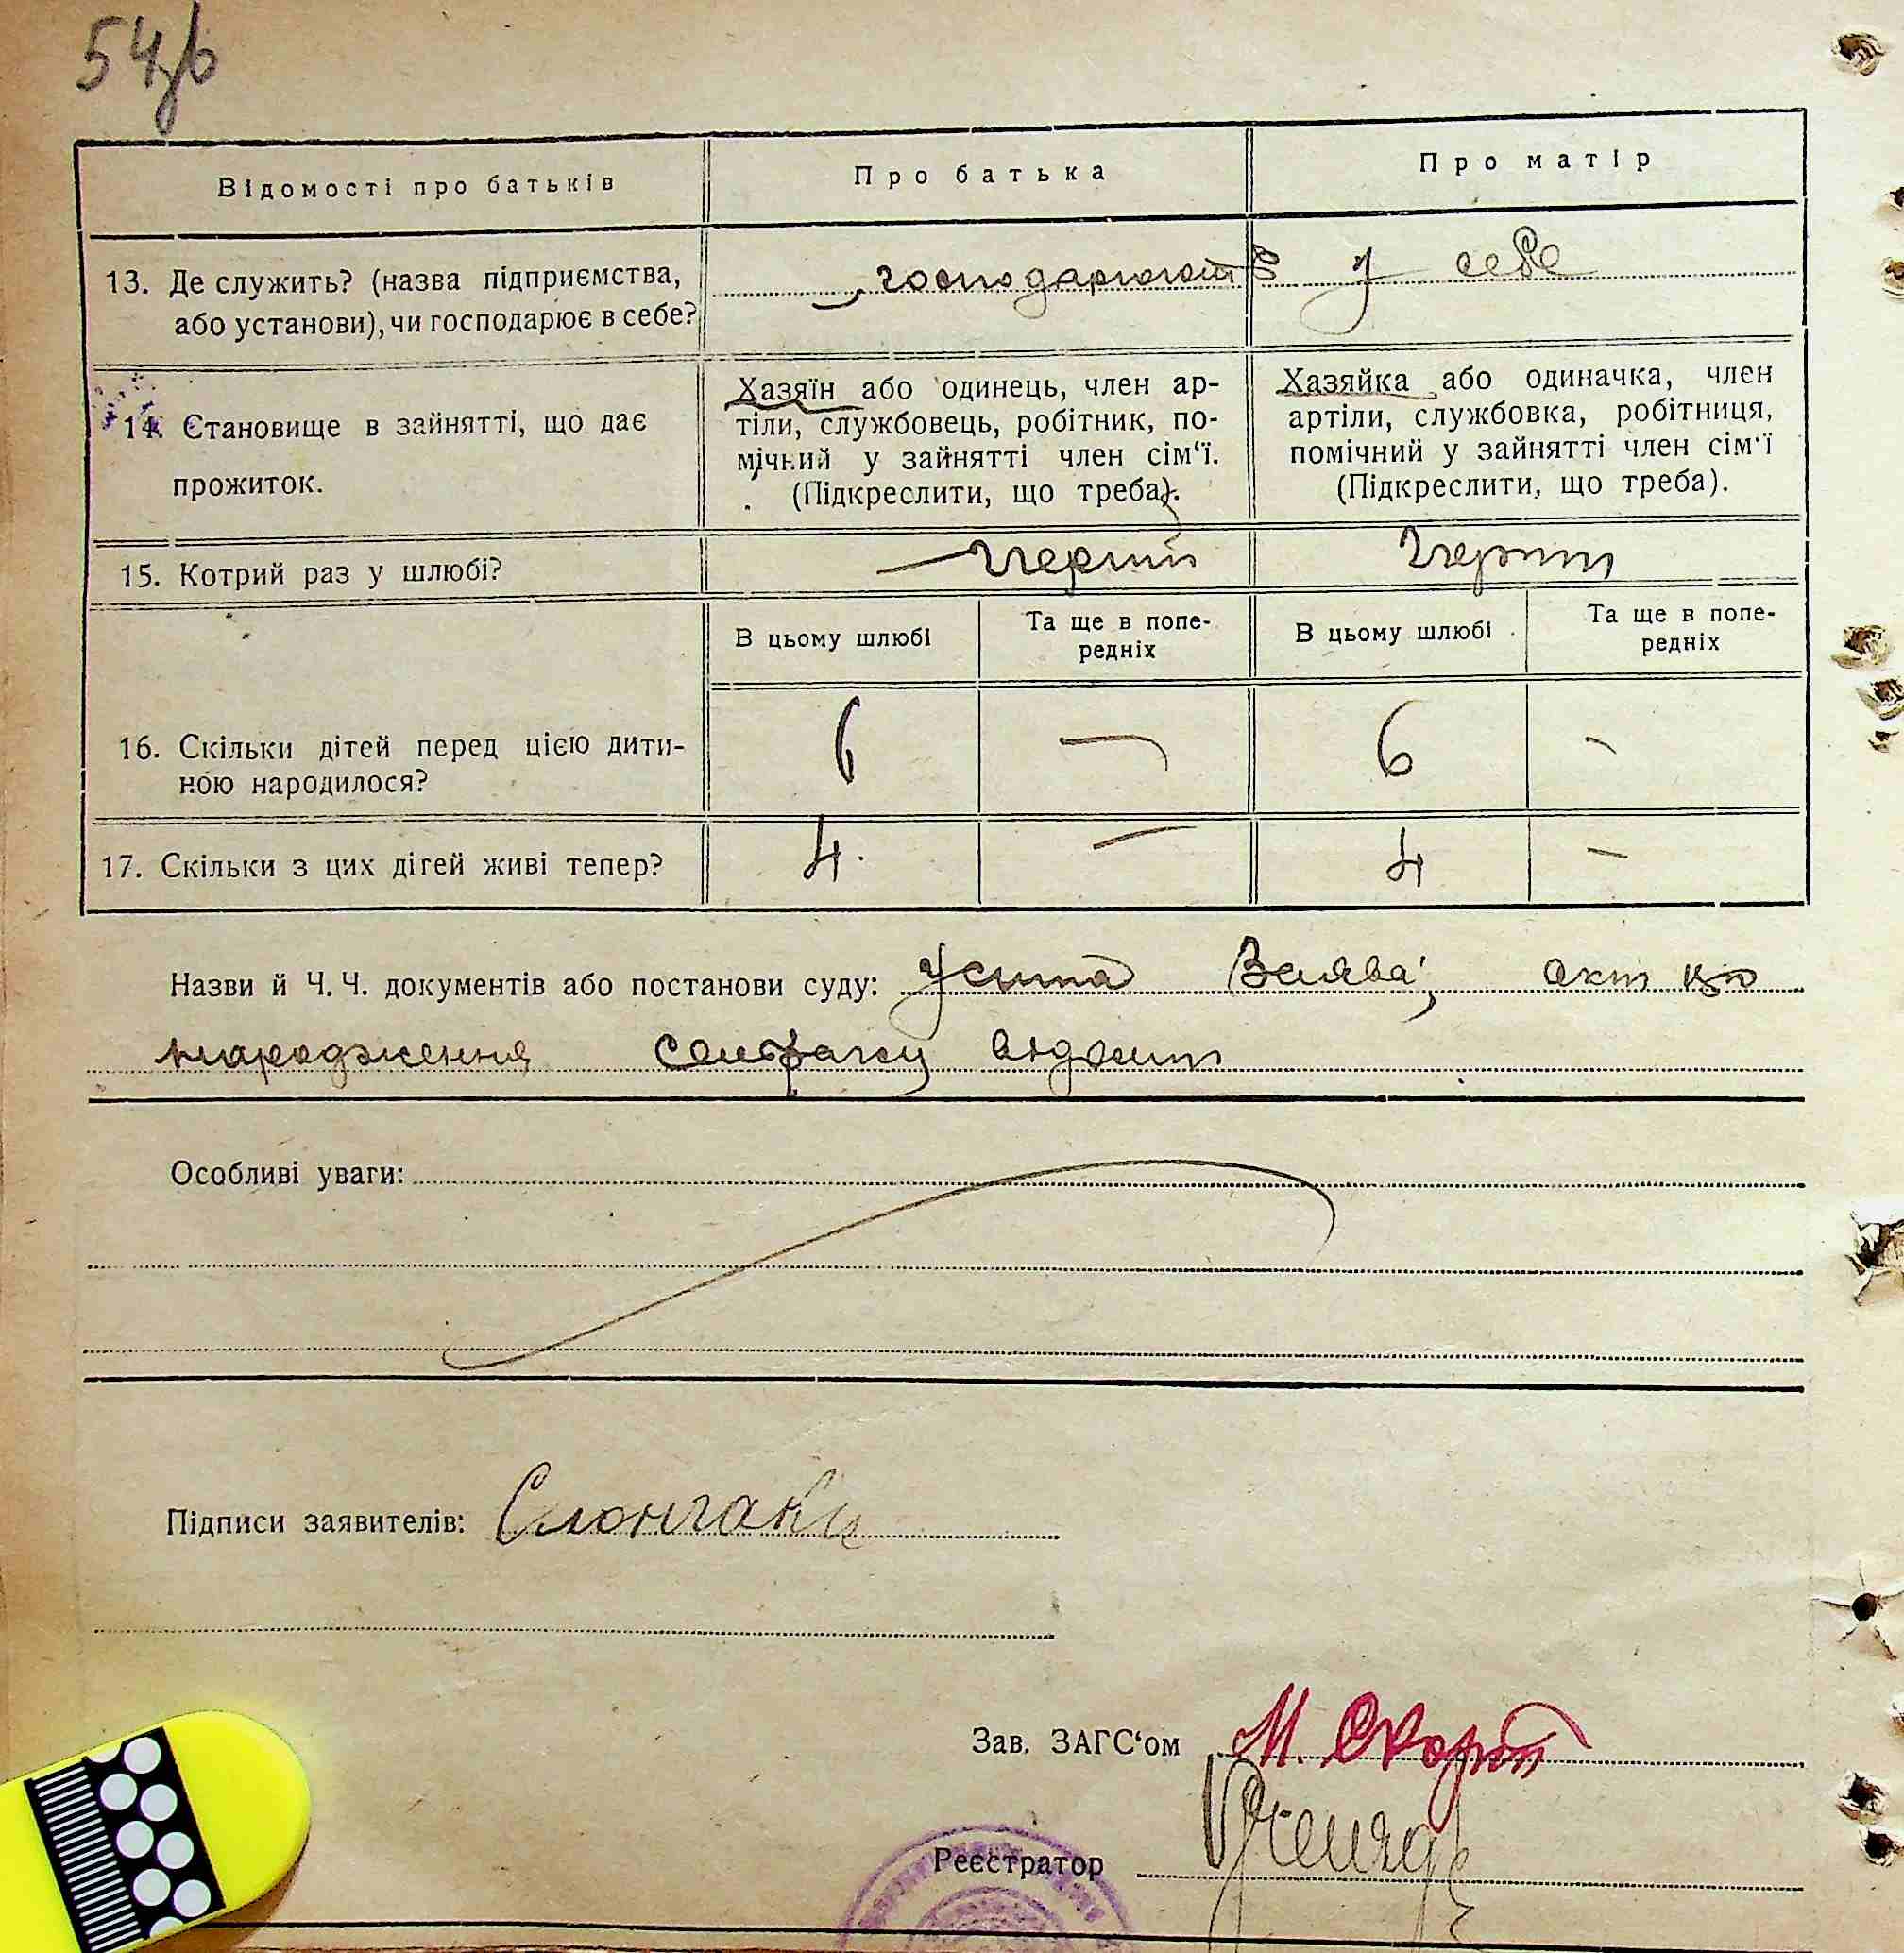 54
Відомості про батьків
Про батька
Про матір
13. Де служить? (назва підприємства,
або установи), чи господарює в себе?
господарюють у себе
14. Становище в зайнятті, що дає
прожиток.
Хазяїн або одинець, член ар-
тіли, службовець, робітник, по-
мічний у зайнятті член сім‘ї.
(Підкреслити, що треба).
Хазяйка або одиначка, член
артіли, службовка, робітниця,
помічний у зайнятті член сім‘ї
(Підкреслити, що треба).
15. Котрий раз у шлюбі?
Перший
Перший
В цьому шлюбі
Та ще в попе-
редніх
В цьому шлюбі
Та ще в попе-
редніх
16. Скільки дітей перед цією дити-
ною народилося?
6 — 6 -
17. Скільки з цих дітей живі тепер?
4 — 4 -
Назви й Ч.Ч. документів або постанови суду: Усна Заява, акт про
народження
Особливі уваги:
Підписи заявителів:
Зав. ЗАГС‘ом М.
Реєстратор